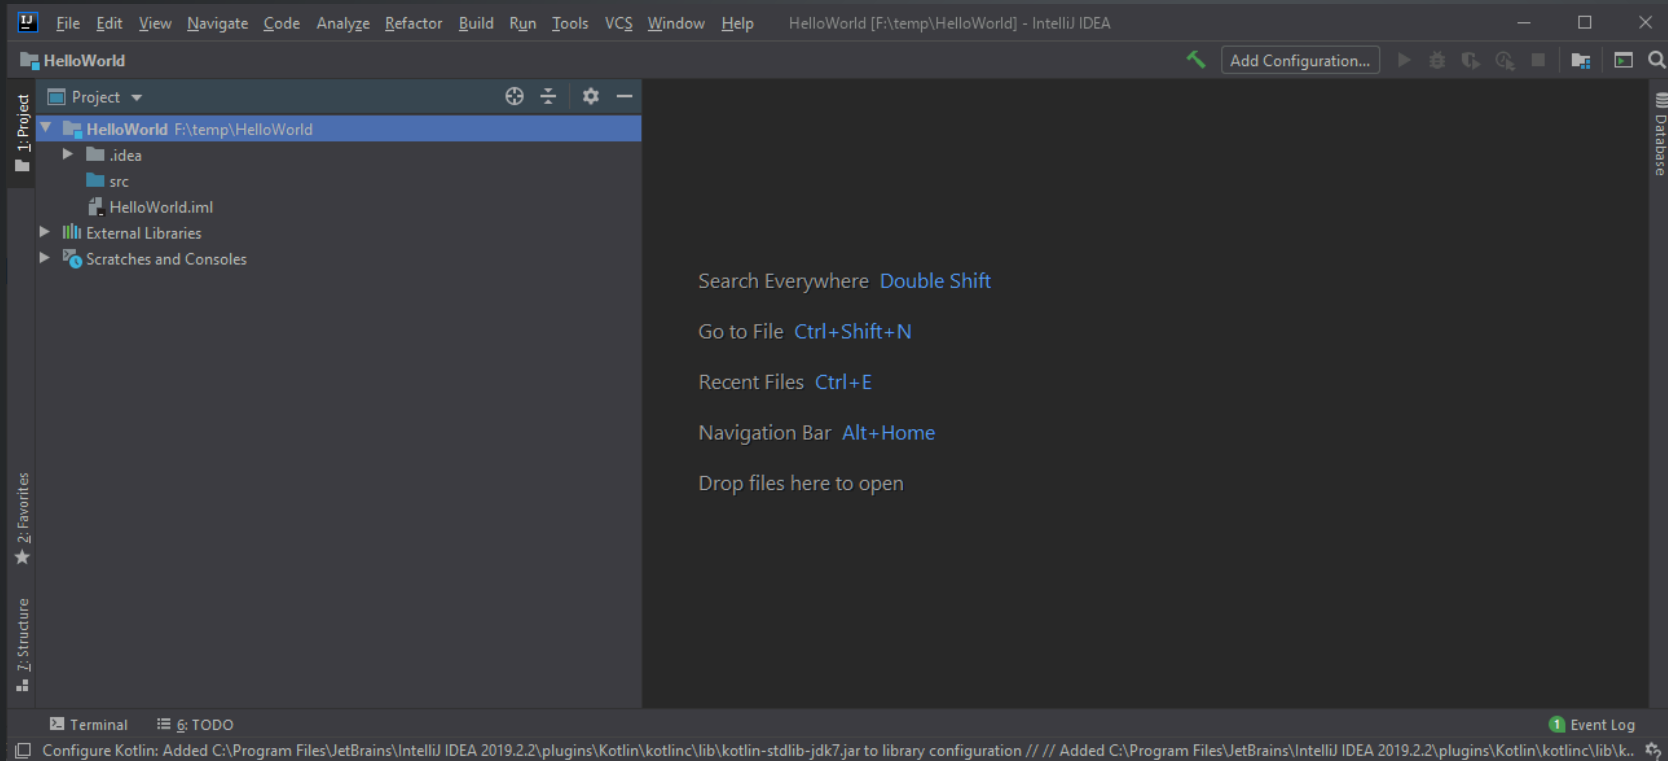 IJ File Edit View Navigate Code Analyze Refactor Build Run Tools VCS Window Help HelloWorld [F:\temp\HelloWorld] - IntelliJ IDEA
HelloWorld Add Configuration...
1: Project
Project
HelloWorld F:\temp\HelloWorld
.idea
src
HelloWorld.iml
External Libraries
Scratches and Consoles
Search Everywhere Double Shift
Go to File Ctrl+Shift+N
Recent Files Ctrl+E
Navigation Bar Alt+Home
Drop files here to open
Database
2: Favorites
7: Structure
Terminal 6: TODO 1 Event Log
Configure Kotlin: Added C:\Program Files\JetBrains\IntelliJ IDEA 2019.2.2\plugins\Kotlin\kotlinc\lib\kotlin-stdlib-jdk7.jar to library configuration // // Added C:\Program Files\JetBrains\IntelliJ IDEA 2019.2.2\plugins\Kotlin\kotlinc\lib\k..